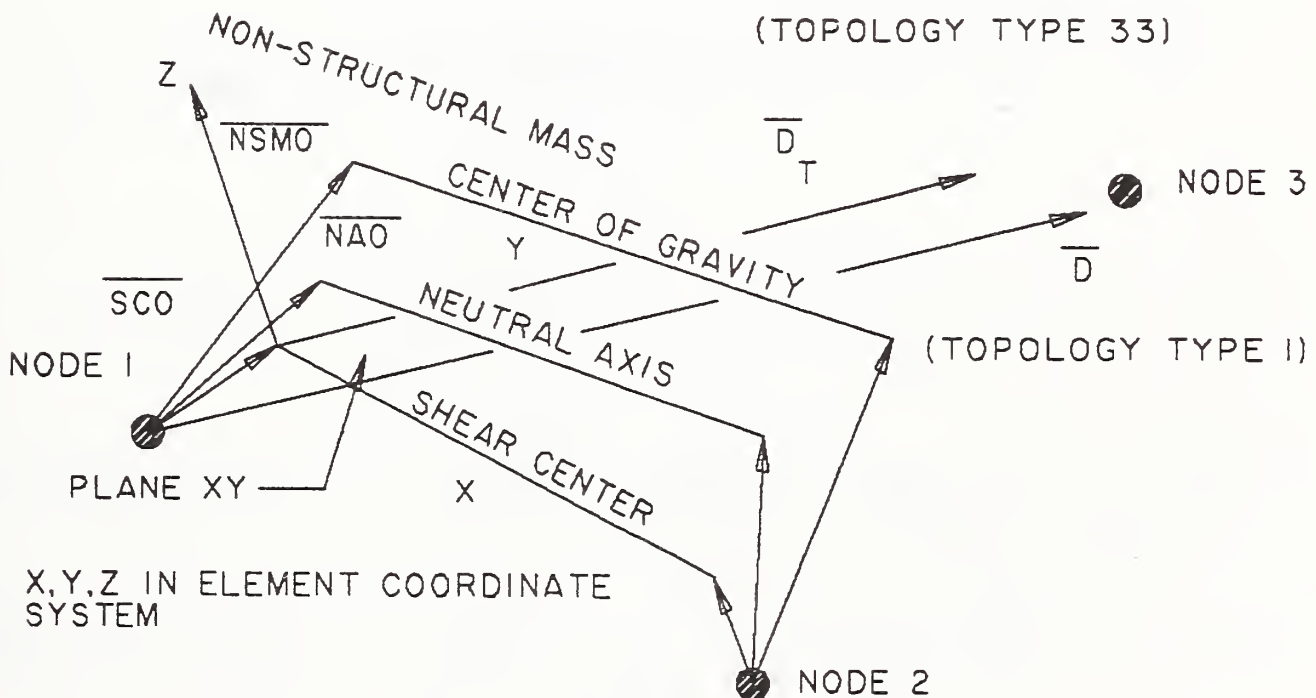 (TOPOLOGY TYPE 33)
NON-STRUCTURAL MASS
Z
NSMO
D
T
CENTER OF GRAVITY
NODE 3
NAO
Y
D
SCO
NEUTRAL AXIS
NODE 1
(TOPOLOGY TYPE 1)
SHEAR CENTER
PLANE XY
X
X,Y,Z IN ELEMENT COORDINATE
SYSTEM
NODE 2